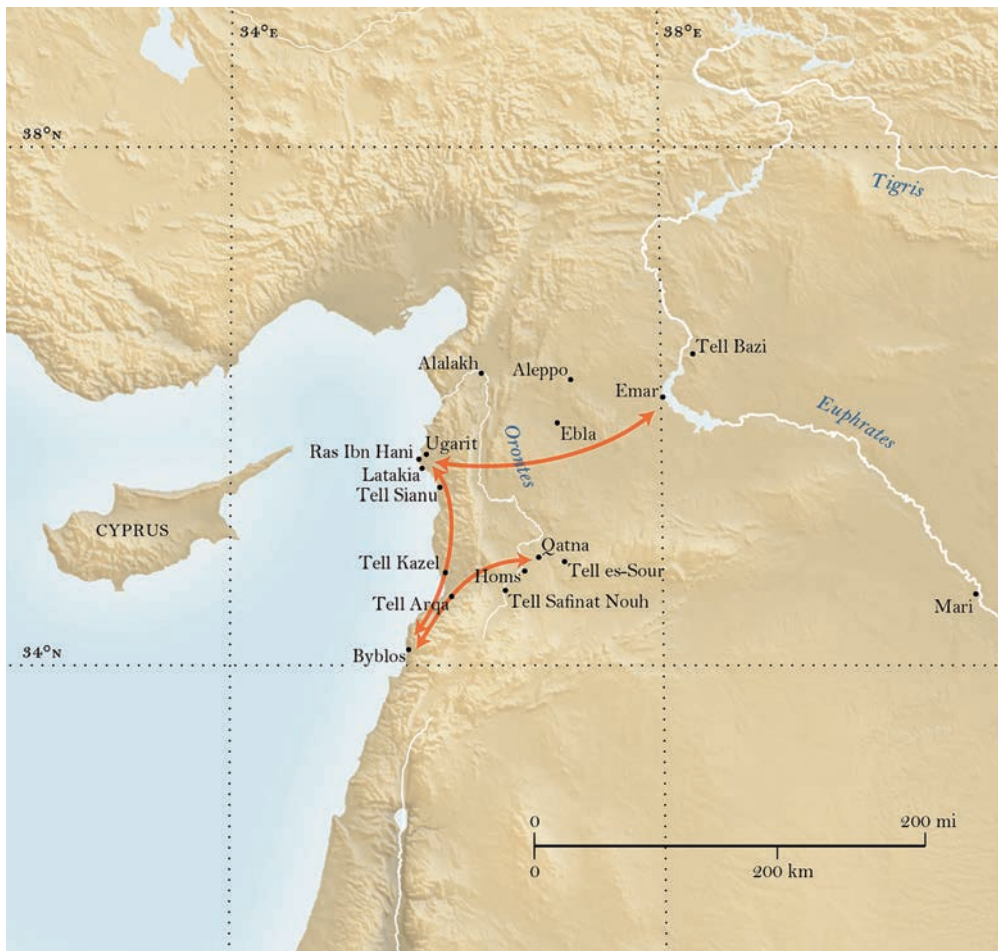 34°E
38°E
38°N
Tigris
Tell Bazi
Alalakh
Aleppo
Emar
Euphrates
Ebla
Orontes
Ugarit
Ras Ibn Hani
Latakia
Tell Sianu
CYPRUS
Qatna
Tell Kazel
Tell es-Sour
Homs
Tell Arqa
Tell Safinat Nouh
Mari
Byblos
34°N
0 200 mi
0 200 km